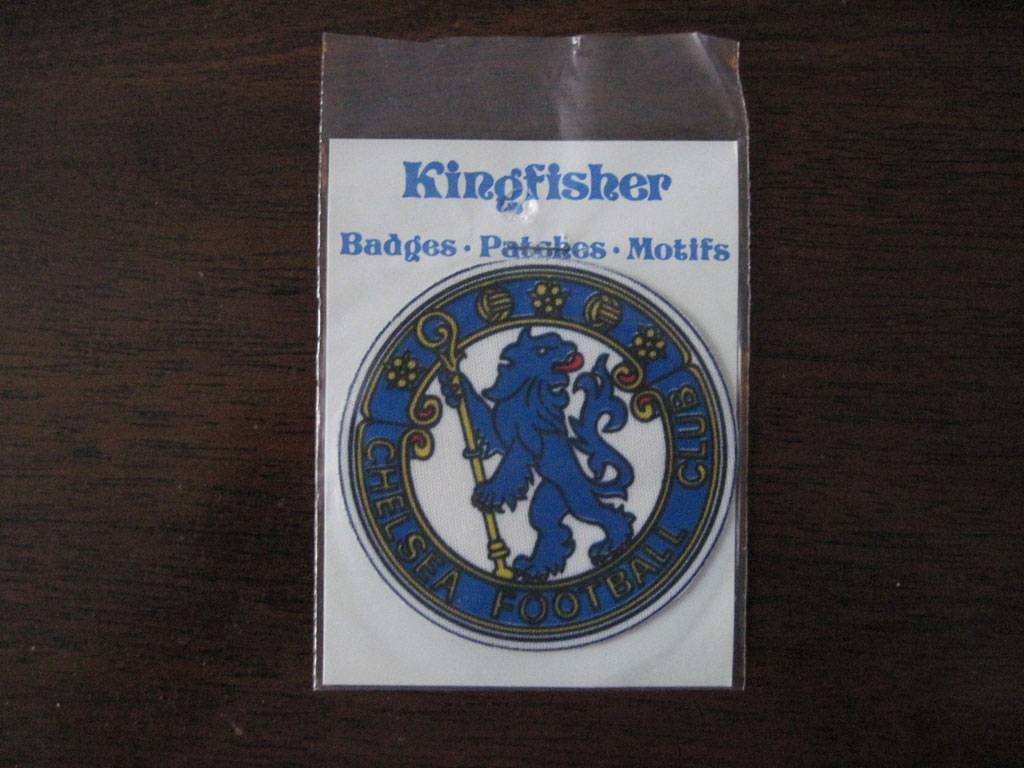 Kingfisher
Badges · Patches · Motifs
CHELSEA FOOTBALL CLUB